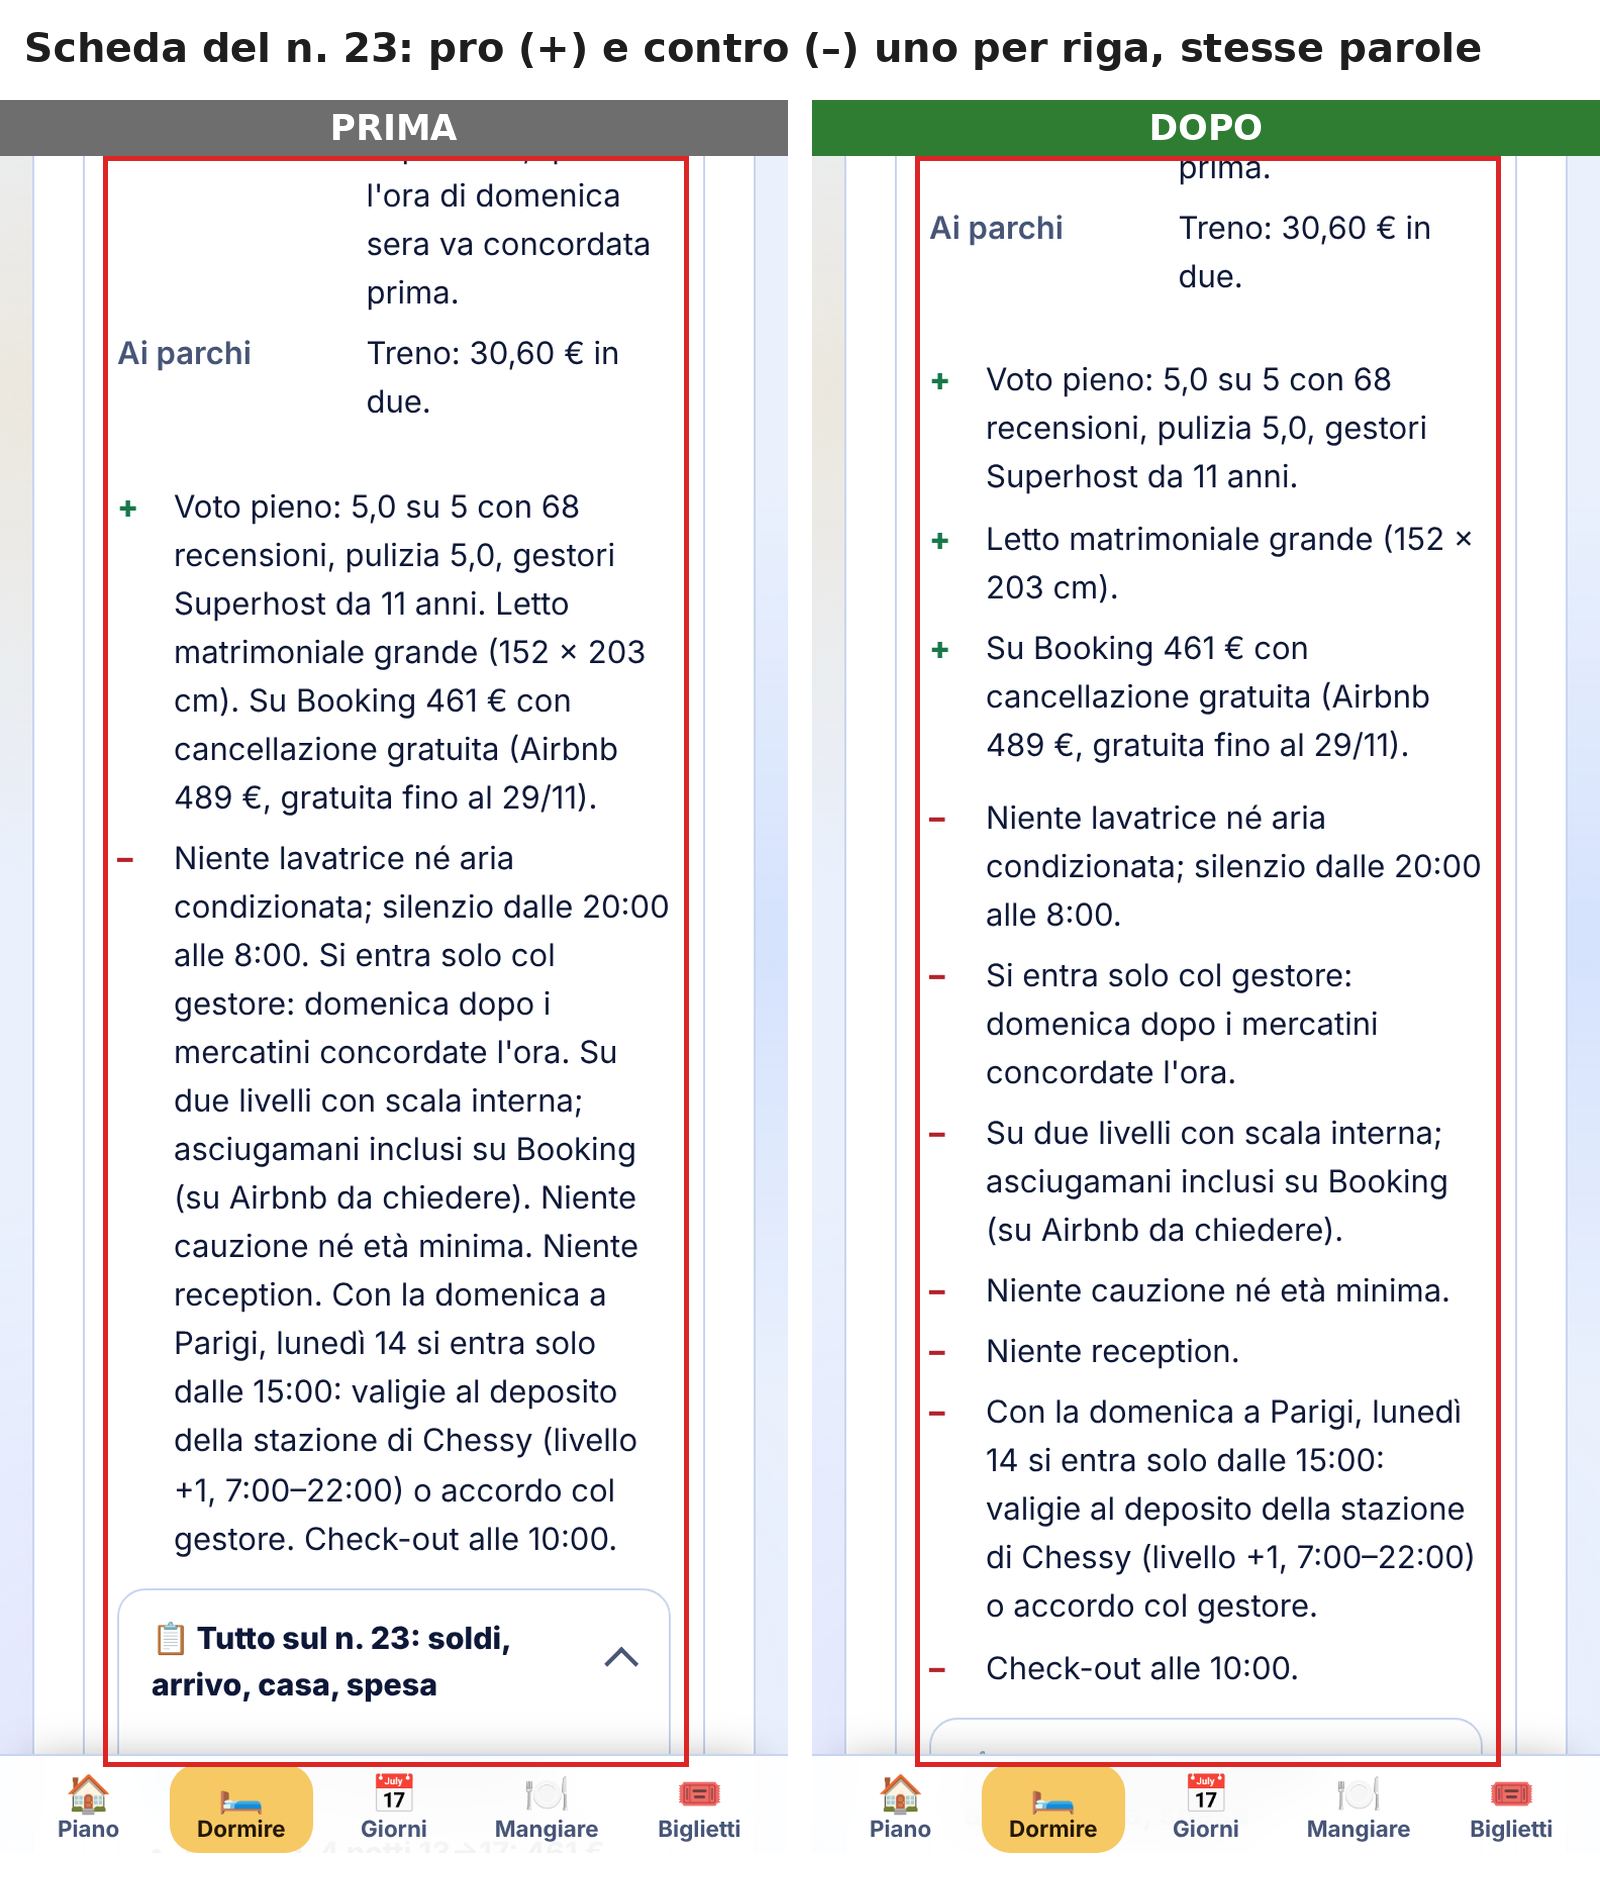 Scheda del n. 23: pro (+) e contro (–) uno per riga, stesse parole
PRIMA
l'ora di domenica
sera va concordata
prima.
Ai parchi
Treno: 30,60 € in
due.
+ Voto pieno: 5,0 su 5 con 68
recensioni, pulizia 5,0, gestori
Superhost da 11 anni. Letto
matrimoniale grande (152 × 203
cm). Su Booking 461 € con
cancellazione gratuita (Airbnb
489 €, gratuita fino al 29/11).
– Niente lavatrice né aria
condizionata; silenzio dalle 20:00
alle 8:00. Si entra solo col
gestore: domenica dopo i
mercatini concordate l'ora. Su
due livelli con scala interna;
asciugamani inclusi su Booking
(su Airbnb da chiedere). Niente
cauzione né età minima. Niente
reception. Con la domenica a
Parigi, lunedì 14 si entra solo
dalle 15:00: valigie al deposito
della stazione di Chessy (livello
+1, 7:00–22:00) o accordo col
gestore. Check-out alle 10:00.
📋 Tutto sul n. 23: soldi,
arrivo, casa, spesa
July
17
Piano
Dormire
Giorni
Mangiare
Biglietti
4 notti 13→17: 461 €
DOPO
prima.
Ai parchi
Treno: 30,60 € in
due.
+ Voto pieno: 5,0 su 5 con 68
recensioni, pulizia 5,0, gestori
Superhost da 11 anni.
+ Letto matrimoniale grande (152 ×
203 cm).
+ Su Booking 461 € con
cancellazione gratuita (Airbnb
489 €, gratuita fino al 29/11).
– Niente lavatrice né aria
condizionata; silenzio dalle 20:00
alle 8:00.
– Si entra solo col gestore:
domenica dopo i mercatini
concordate l'ora.
– Su due livelli con scala interna;
asciugamani inclusi su Booking
(su Airbnb da chiedere).
– Niente cauzione né età minima.
– Niente reception.
– Con la domenica a Parigi, lunedì
14 si entra solo dalle 15:00:
valigie al deposito della stazione
di Chessy (livello +1, 7:00–22:00)
o accordo col gestore.
– Check-out alle 10:00.
July
17
Piano
Dormire
Giorni
Mangiare
Biglietti